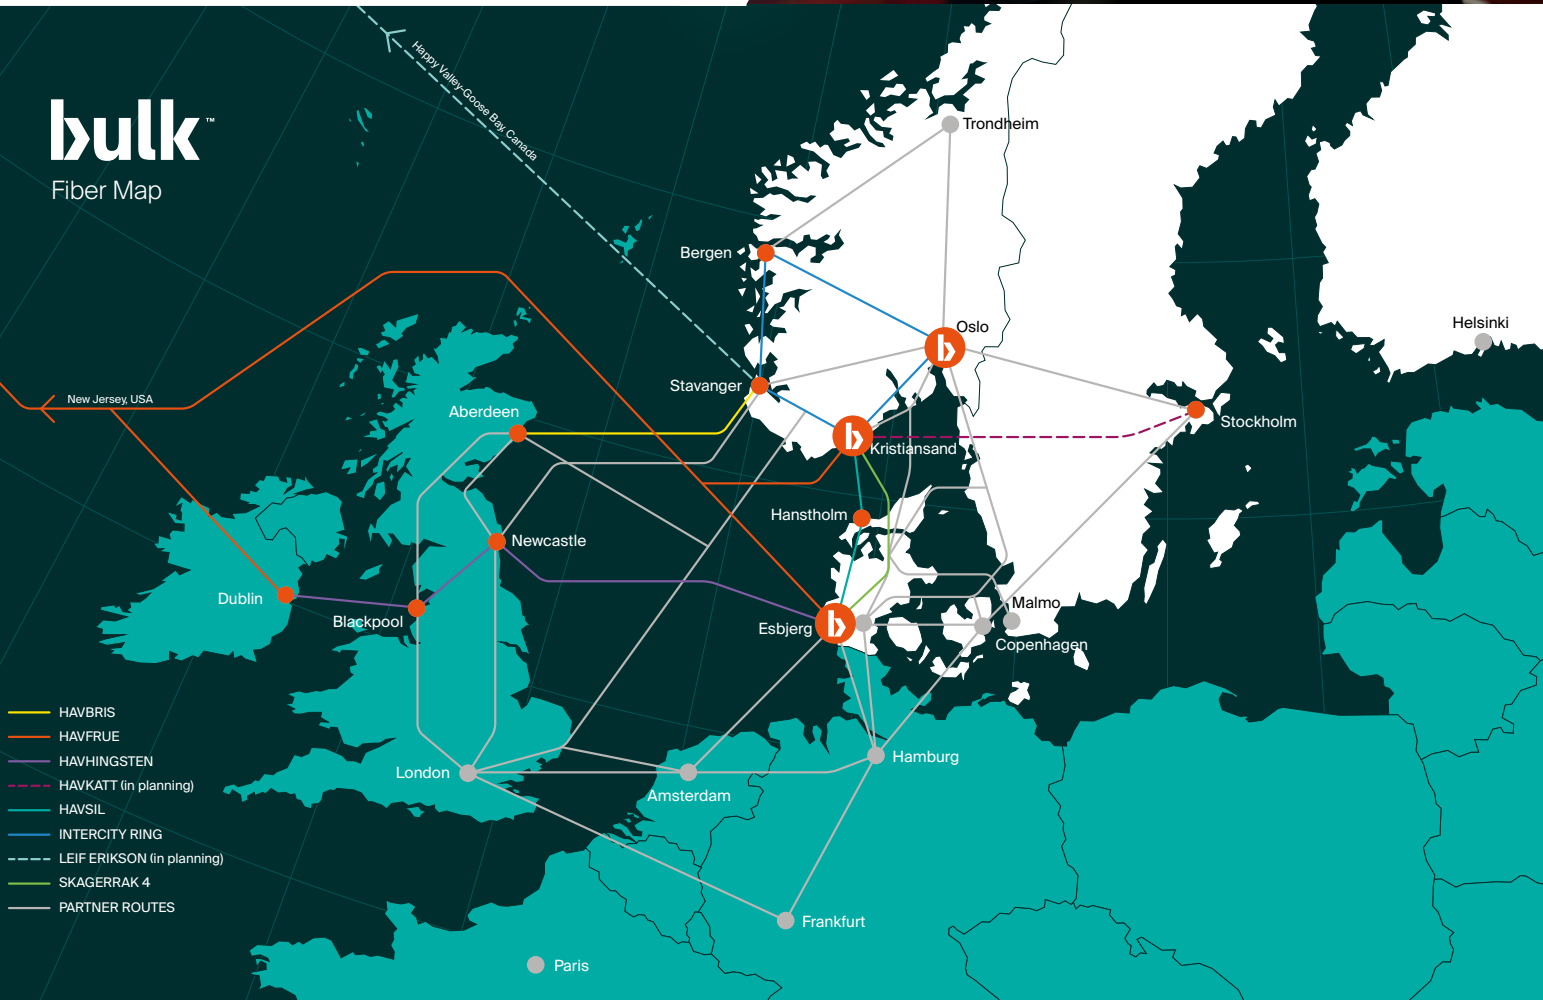 bulk™
Fiber Map
Happy Valley-Goose Bay, Canada
Trondheim
Bergen
Oslo
Helsinki
Stavanger
New Jersey, USA
Aberdeen
Stockholm
Kristiansand
Hanstholm
Newcastle
Dublin
Blackpool
Esbjerg
Malmo
Copenhagen
HAVBRIS
HAVFRUE
HAVHINGSTEN
HAVKATT (in planning)
HAVSIL
INTERCITY RING
LEIF ERIKSON (in planning)
SKAGERRAK 4
PARTNER ROUTES
London
Amsterdam
Hamburg
Frankfurt
Paris